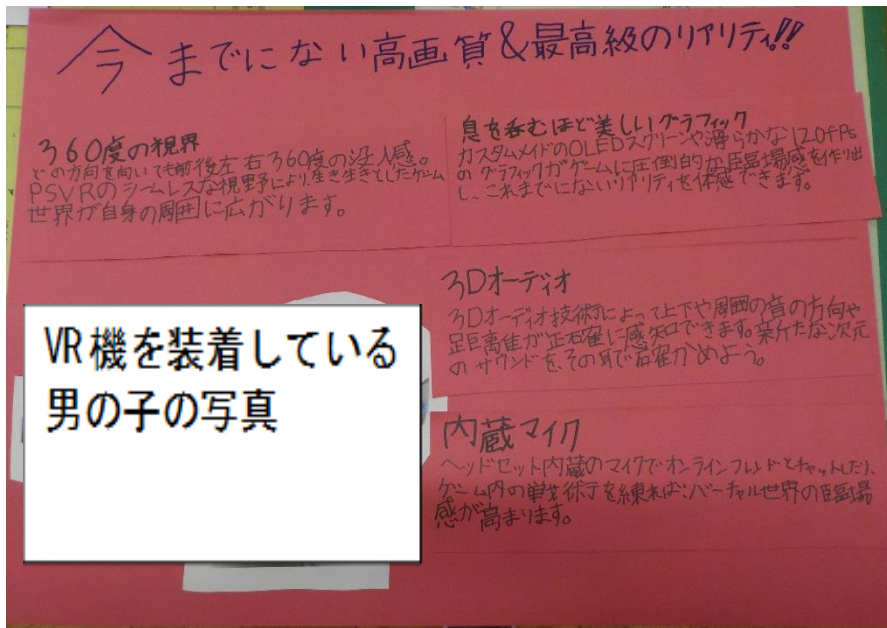 今までにない高画質&最高級のリアリティ!!
360度の視界
どの方向を向いても前後左右360度の没入感。
PSVRのシームレスな視野により、生き生きとしたゲーム
世界が自身の周囲に広がります。
息を呑むほど美しいグラフィック
カスタムメイドのOLEDスクリーンや滑らかな120fps
のグラフィックがゲームに圧倒的な臨場感を作り出
し、これまでにないリアリティを体感できます。
3Dオーディオ
3Dオーディオ技術によって上下や周囲の音の方向や
距離が正確に感知できます。新たな次元
のサウンドを、その耳で確かめよう。
VR機を装着している
男の子の写真
内蔵マイク
ヘッドセット内蔵のマイクでオンラインフレンドとチャットしたり、
ゲーム内の戦術を練れば、バーチャル世界の臨場
感が高まります。